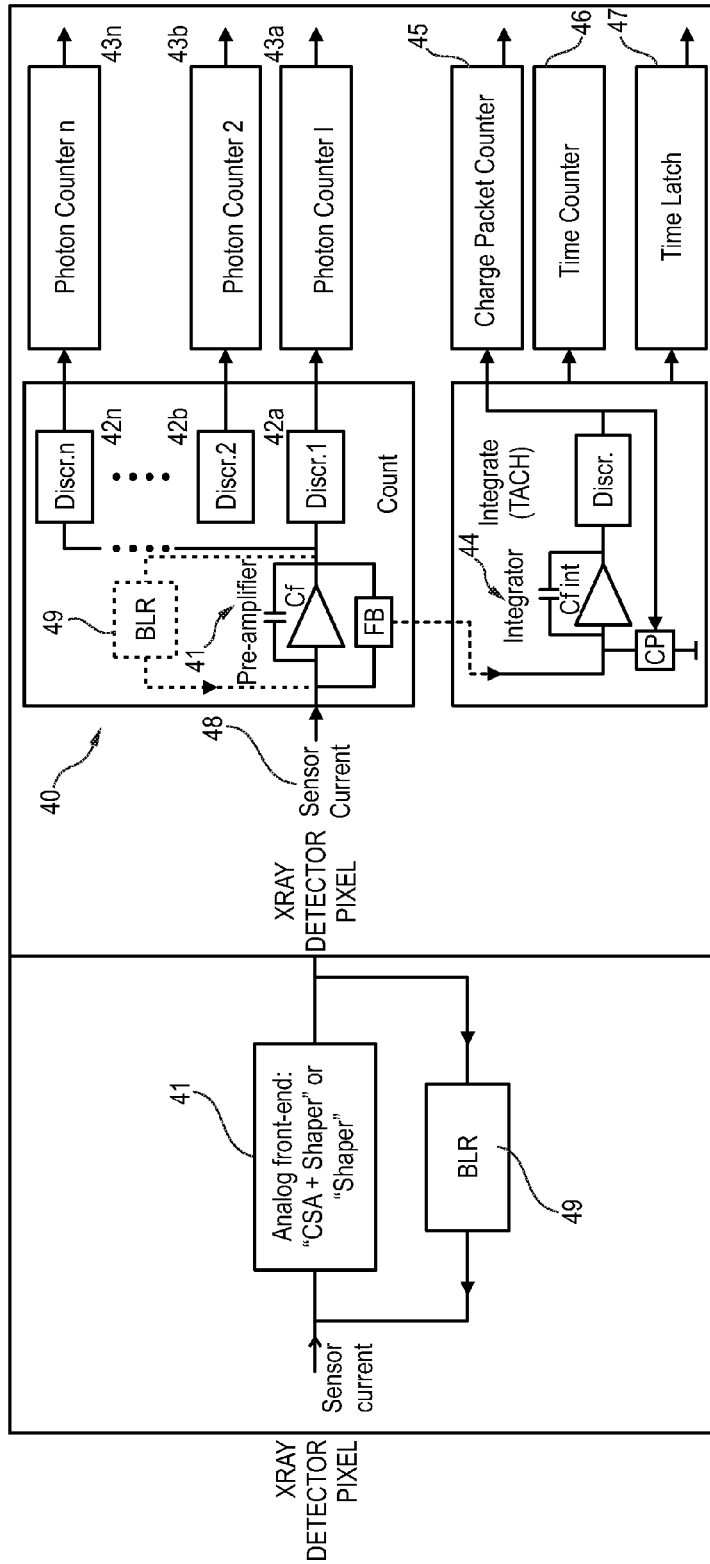 XRAY
DETECTOR
PIXEL
Sensor
current
41
Analog front-end:
“CSA + Shaper” or
“Shaper”
BLR
49
XRAY
DETECTOR
PIXEL
40
48
Sensor
Current
49
BLR
41
Pre-amplifier
Cf
FB
Discr.n
42n
Discr.2
42b
Discr.1
42a
Count
Photon Counter n
43n
Photon Counter 2
43b
Photon Counter 1
43a
44
Integrator
Integrate
(TACH)
Cf int
CP
Discr.
Charge Packet Counter
45
Time Counter
46
Time Latch
47